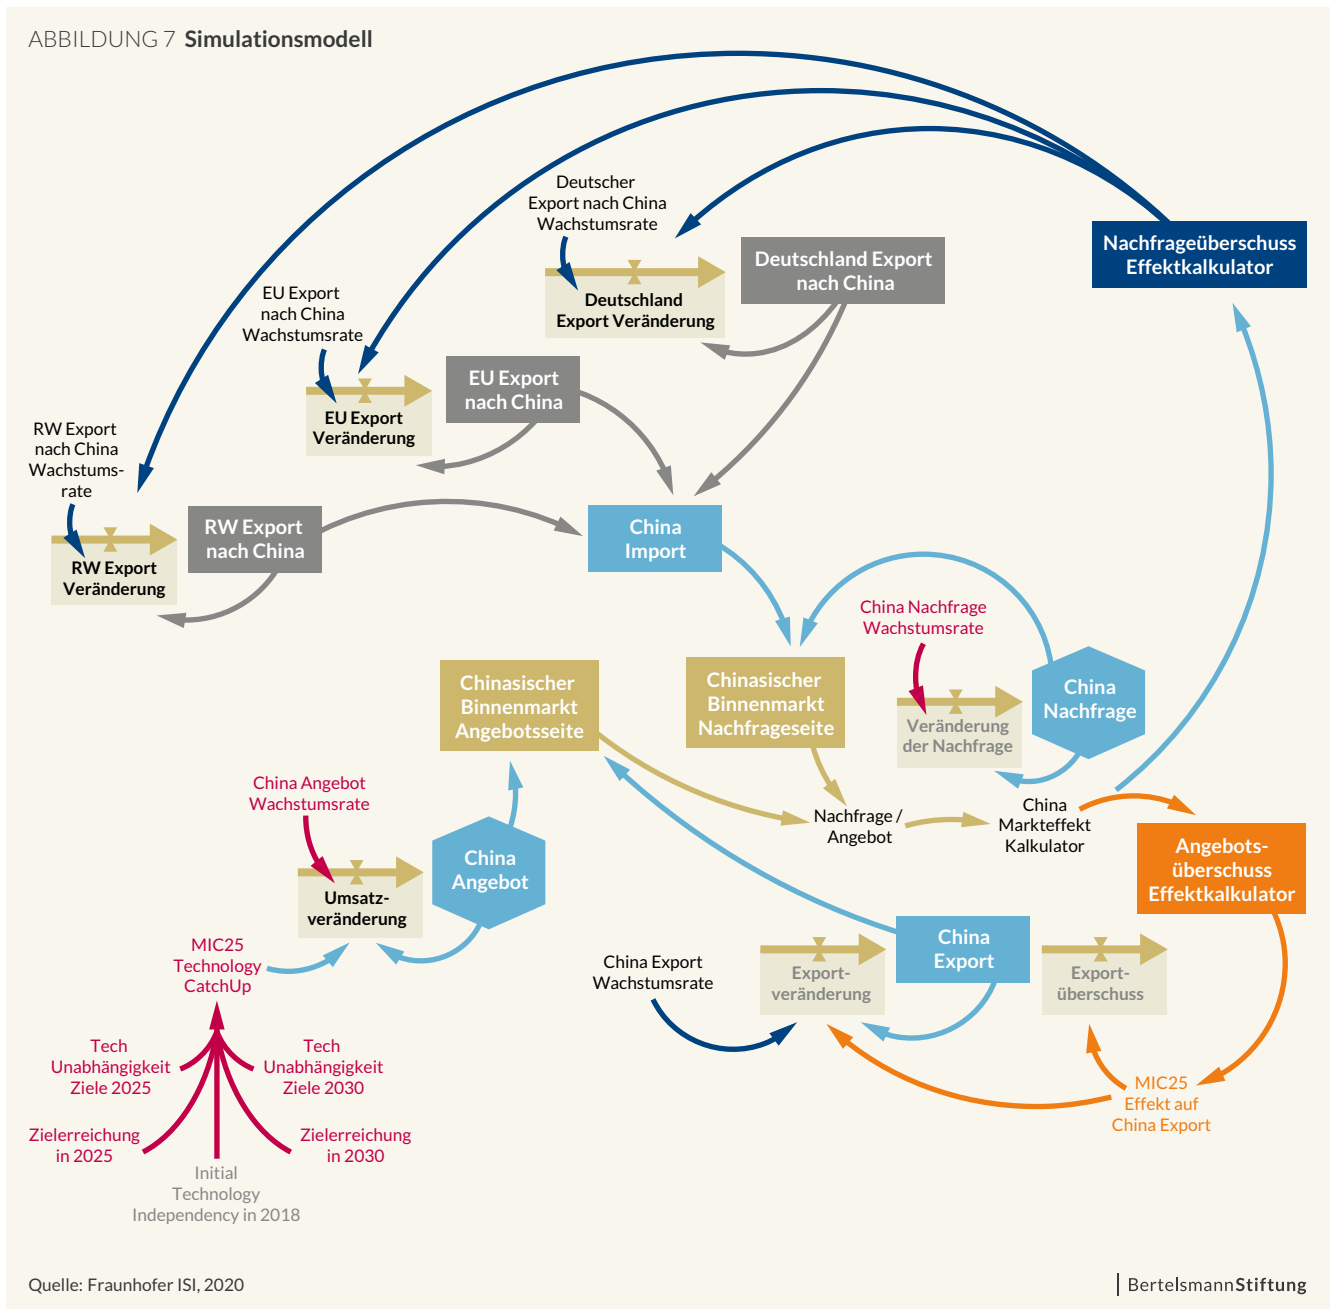 ABBILDUNG 7 Simulationsmodell
Deutscher
Export nach China
Wachstumsrate
Nachfrageüberschuss
Effektkalkulator
Deutschland Export
nach China
Deutschland
Export Veränderung
EU Export
nach China
Wachstumsrate
EU Export
nach China
EU Export
Veränderung
RW Export
nach China
Wachstums-
rate
RW Export
nach China
RW Export
Veränderung
China
Import
China Nachfrage
Wachstumsrate
Chinasischer
Binnenmarkt
Angebotsseite
Chinasischer
Binnenmarkt
Nachfrageseite
China
Nachfrage
Veränderung
der Nachfrage
China Angebot
Wachstumsrate
Nachfrage /
Angebot
China
Markteffekt
Kalkulator
Angebots-
überschuss
Effektkalkulator
China
Angebot
Umsatz-
veränderung
MIC25
Technology
CatchUp
China Export
Wachstumsrate
Export-
veränderung
China
Export
Export-
überschuss
Tech
Unabhängigkeit
Ziele 2025
Tech
Unabhängigkeit
Ziele 2030
MIC25
Effekt auf
China Export
Zielerreichung
in 2025
Zielerreichung
in 2030
Initial
Technology
Independency in 2018
Quelle: Fraunhofer ISI, 2020
BertelsmannStiftung